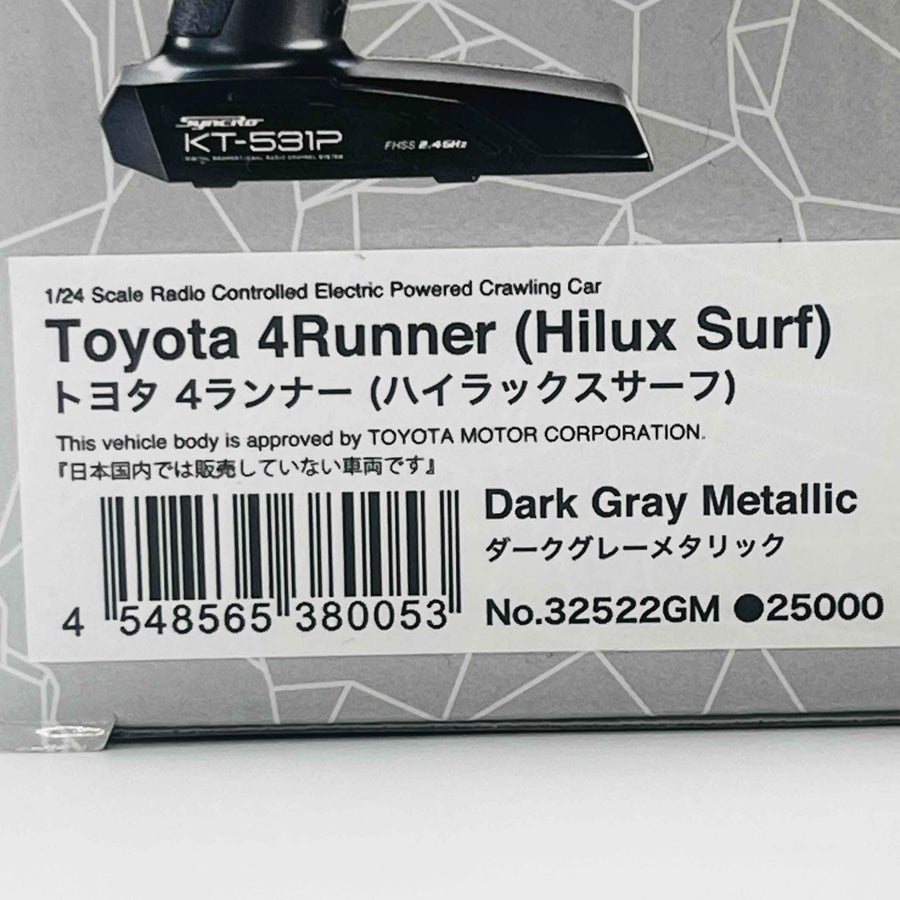 Syncro
KT-531P
FHSS 2.4GHz
1/24 Scale Radio Controlled Electric Powered Crawling Car
Toyota 4Runner (Hilux Surf)
トヨタ 4ランナー (ハイラックスサーフ)
This vehicle body is approved by TOYOTA MOTOR CORPORATION.
『日本国内では販売していない車両です』
Dark Gray Metallic
ダークグレーメタリック
4 548565 380053
No.32522GM ●25000